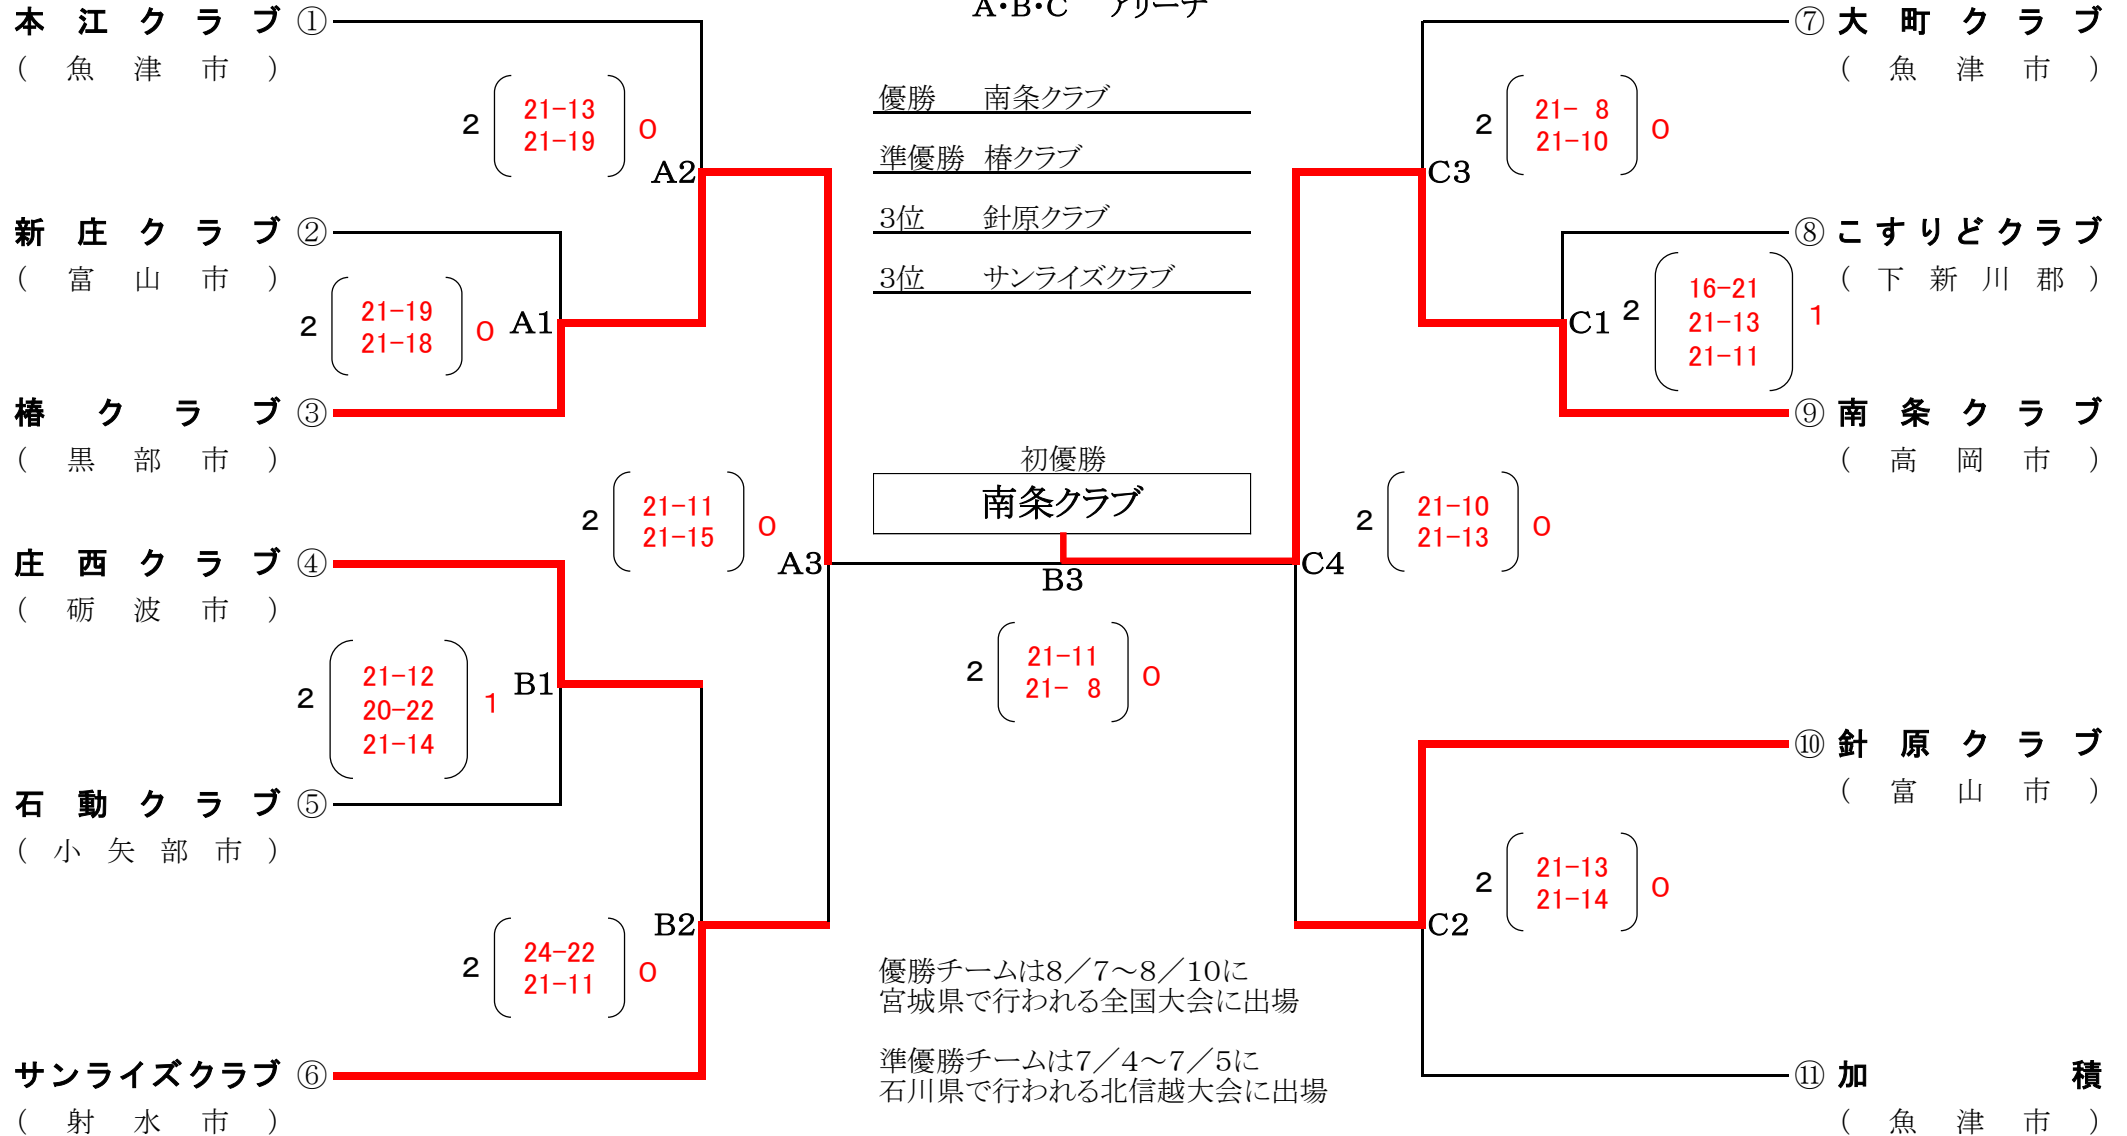 A・B・C アリーナ
本江クラブ ①
(魚津市)
2 21-13 0
21-19
A2
新庄クラブ ②
(富山市)
2 21-19 0
21-18
A1
椿クラブ ③
(黒部市)
2 21-11 0
21-15
A3
庄西クラブ ④
(砺波市)
2 21-12 1
20-22
21-14
B1
石動クラブ ⑤
(小矢部市)
B2
2 24-22 0
21-11
サンライズクラブ ⑥
(射水市)
優勝 南条クラブ
準優勝 椿クラブ
3位 針原クラブ
3位 サンライズクラブ
初優勝
南条クラブ
B3
2 21-11 0
21- 8
優勝チームは8/7~8/10に
宮城県で行われる全国大会に出場
準優勝チームは7/4~7/5に
石川県で行われる北信越大会に出場
⑦ 大町クラブ
(魚津市)
2 21- 8 0
21-10
C3
⑧ こすりどクラブ
(下新川郡)
C1 2 16-21 1
21-13
21-11
⑨ 南条クラブ
(高岡市)
2 21-10 0
21-13
C4
⑩ 針原クラブ
(富山市)
2 21-13 0
21-14
C2
⑪ 加積
(魚津市)